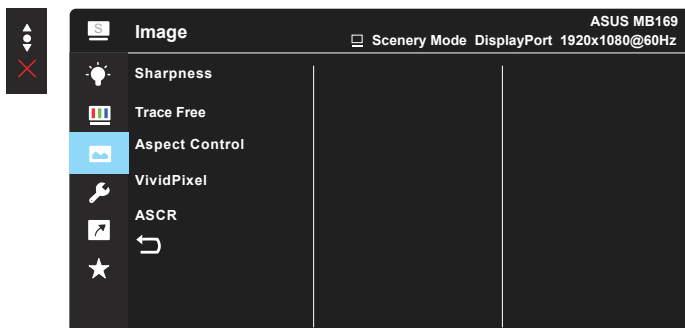 S
Image
ASUS MB169
Scenery Mode DisplayPort 1920x1080@60Hz
Sharpness
Trace Free
Aspect Control
VividPixel
ASCR